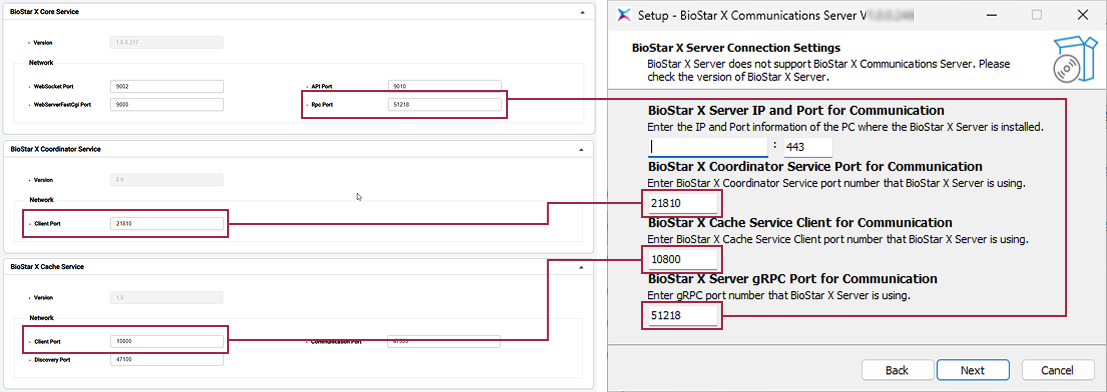 BioStar X Core Service
Version
1.0.0.217
Network
WebSocket Port
9002
API Port
9010
WebServerFastCgi Port
9000
Rpc Port
51218
BioStar X Coordinator Service
Version
0.0
Network
Client Port
21810
BioStar X Cache Service
Version
1.5
Network
Client Port
10800
Communication Port
47500
Discovery Port
47100
Setup - BioStar X Communications Server
BioStar X Server Connection Settings
BioStar X Server does not support BioStar X Communications Server. Please
check the version of BioStar X Server.
BioStar X Server IP and Port for Communication
Enter the IP and Port information of the PC where the BioStar X Server is installed.
: 443
BioStar X Coordinator Service Port for Communication
Enter BioStar X Coordinator Service port number that BioStar X Server is using.
21810
BioStar X Cache Service Client for Communication
Enter BioStar X Cache Service Client port number that BioStar X Server is using.
10800
BioStar X Server gRPC Port for Communication
Enter gRPC port number that BioStar X Server is using.
51218
Back
Next
Cancel